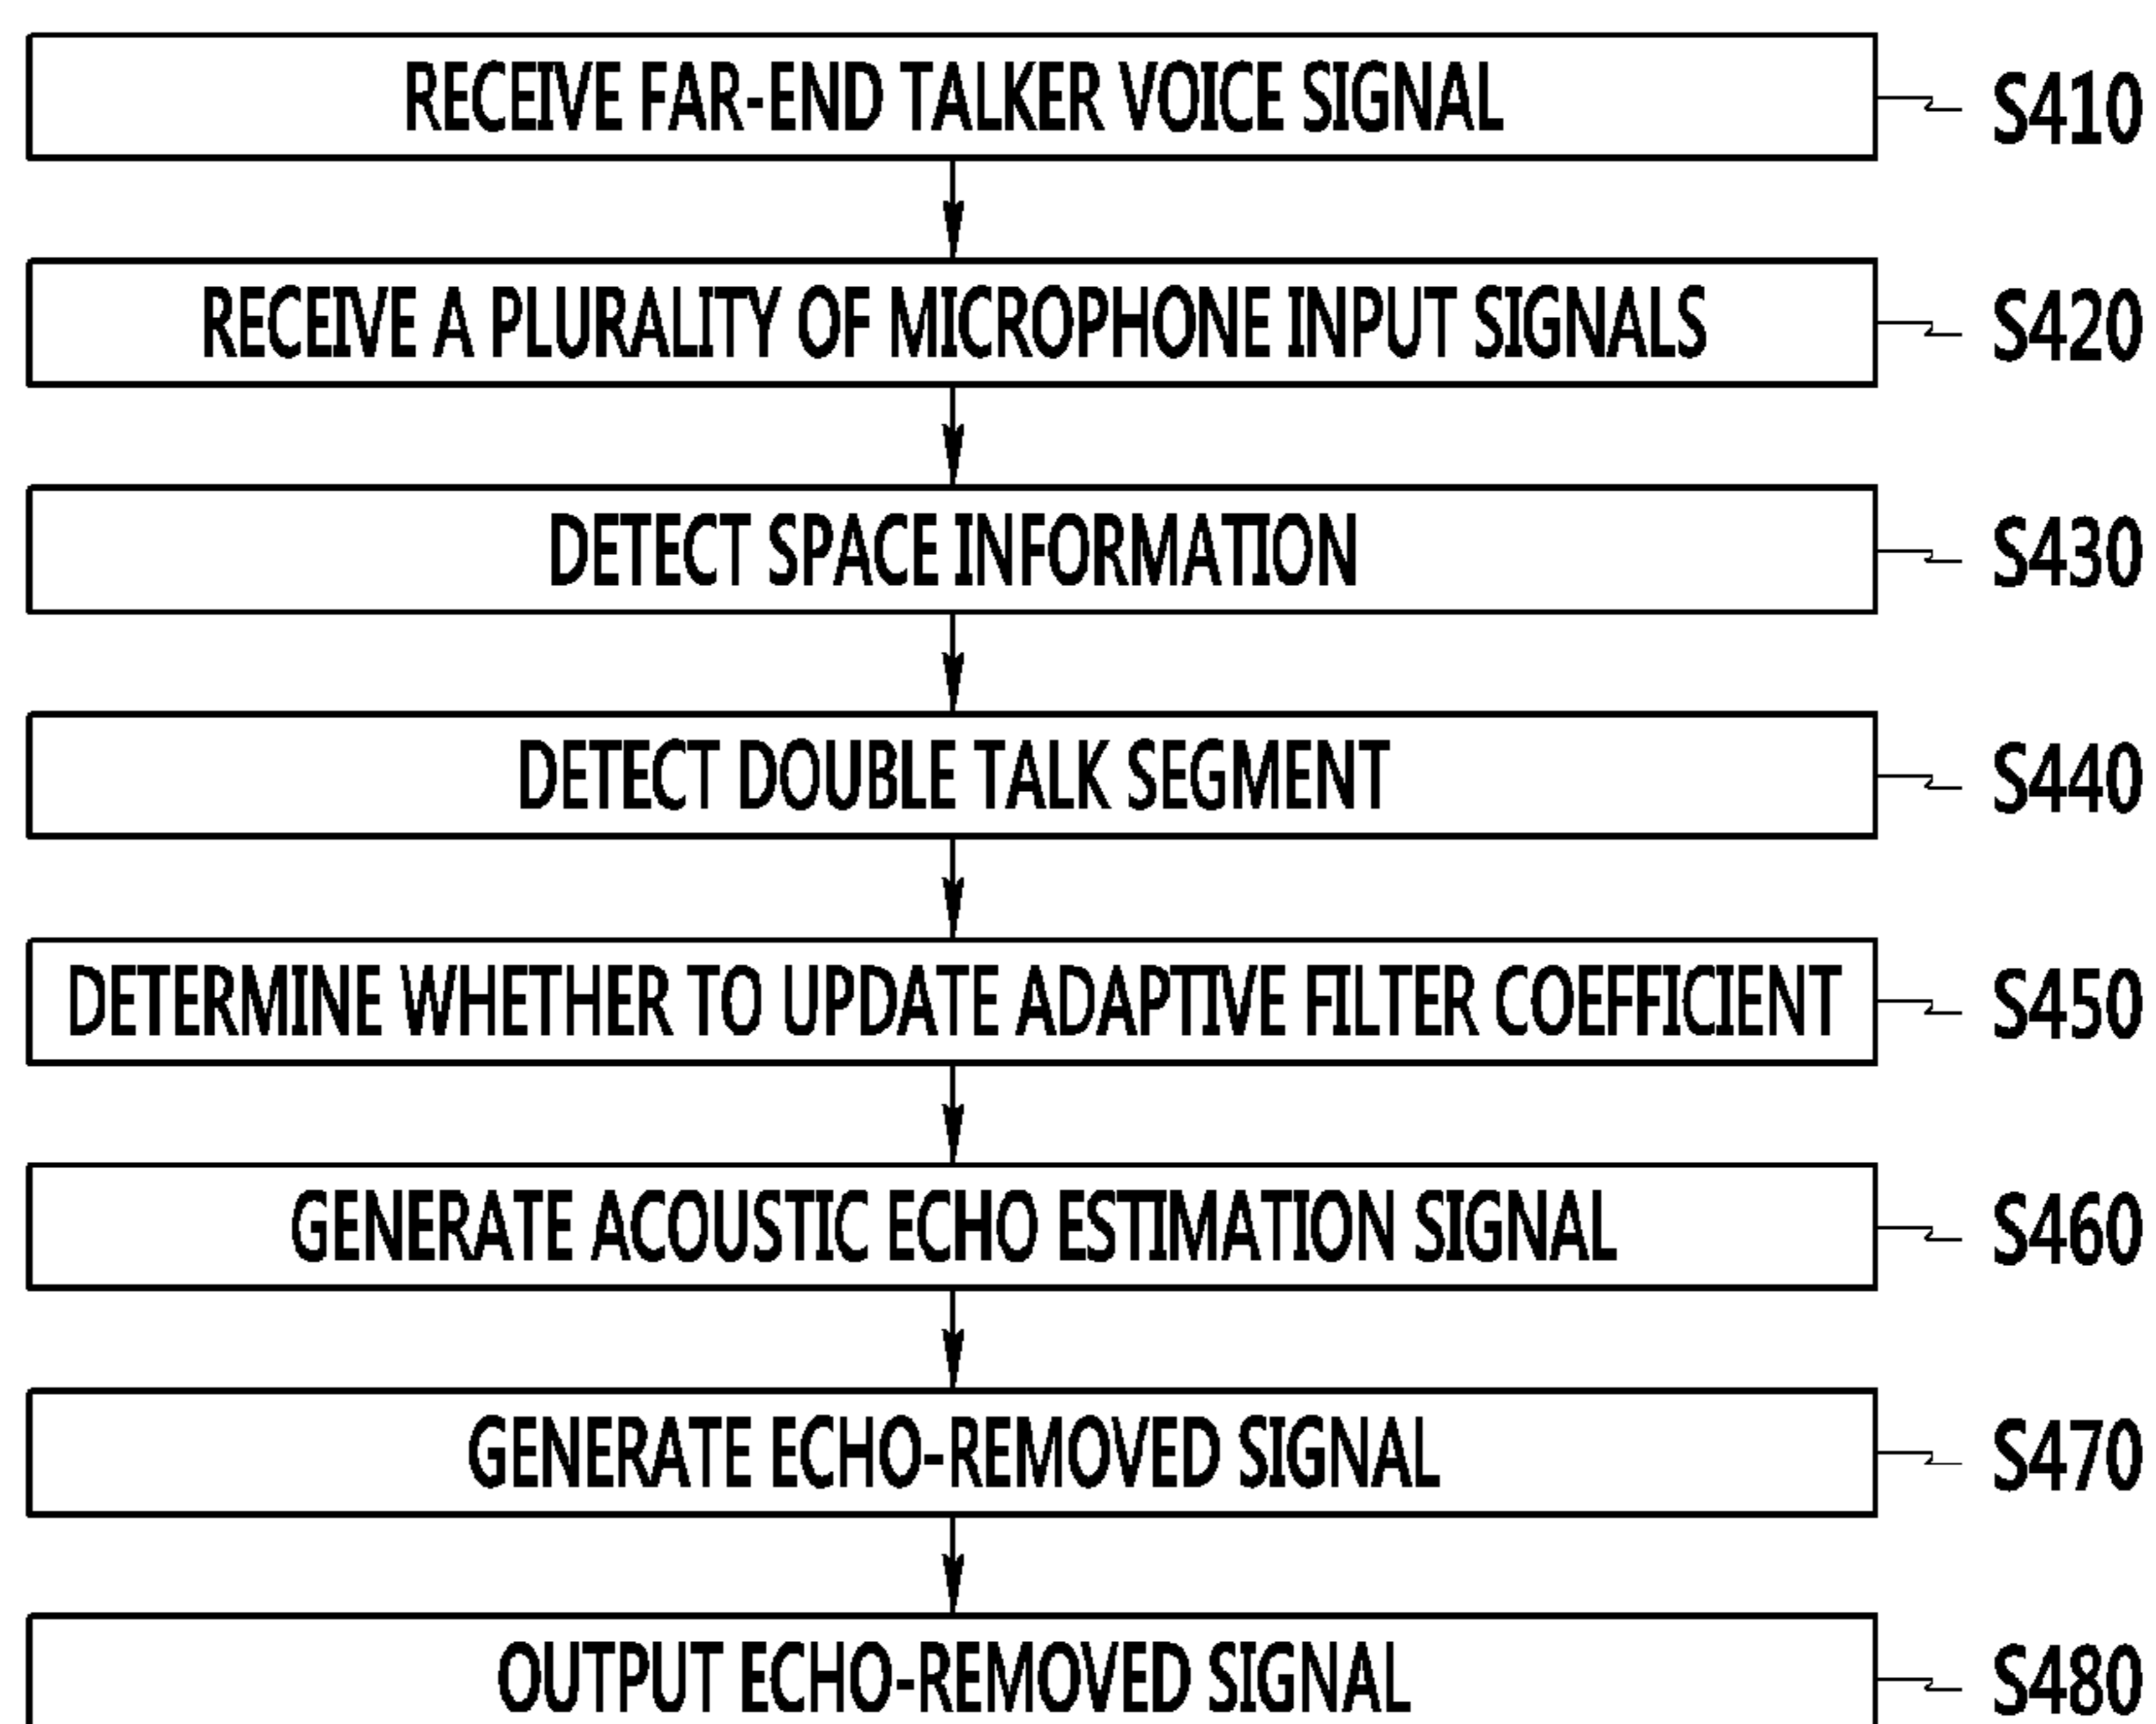 RECEIVE FAR-END TALKER VOICE SIGNAL S410
RECEIVE A PLURALITY OF MICROPHONE INPUT SIGNALS S420
DETECT SPACE INFORMATION S430
DETECT DOUBLE TALK SEGMENT S440
DETERMINE WHETHER TO UPDATE ADAPTIVE FILTER COEFFICIENT S450
GENERATE ACOUSTIC ECHO ESTIMATION SIGNAL S460
GENERATE ECHO-REMOVED SIGNAL S470
OUTPUT ECHO-REMOVED SIGNAL S480